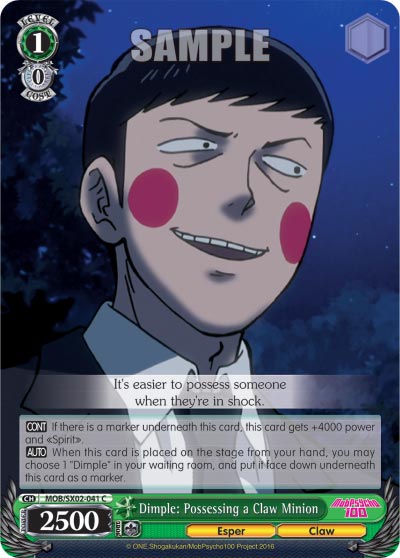 LEVEL
1
0
COST
SAMPLE
It's easier to possess someone
when they're in shock.
CONT If there is a marker underneath this card, this card gets +4000 power
and «Spirit».
AUTO When this card is placed on the stage from your hand, you may
choose 1 "Dimple" in your waiting room, and put it face down underneath
this card as a marker.
CH MOB/SX02-041 C
Dimple: Possessing a Claw Minion
MobPsycho
100
POWER
2500
Esper Claw
© ONE,Shogakukan/MobPsycho100 Project 2016